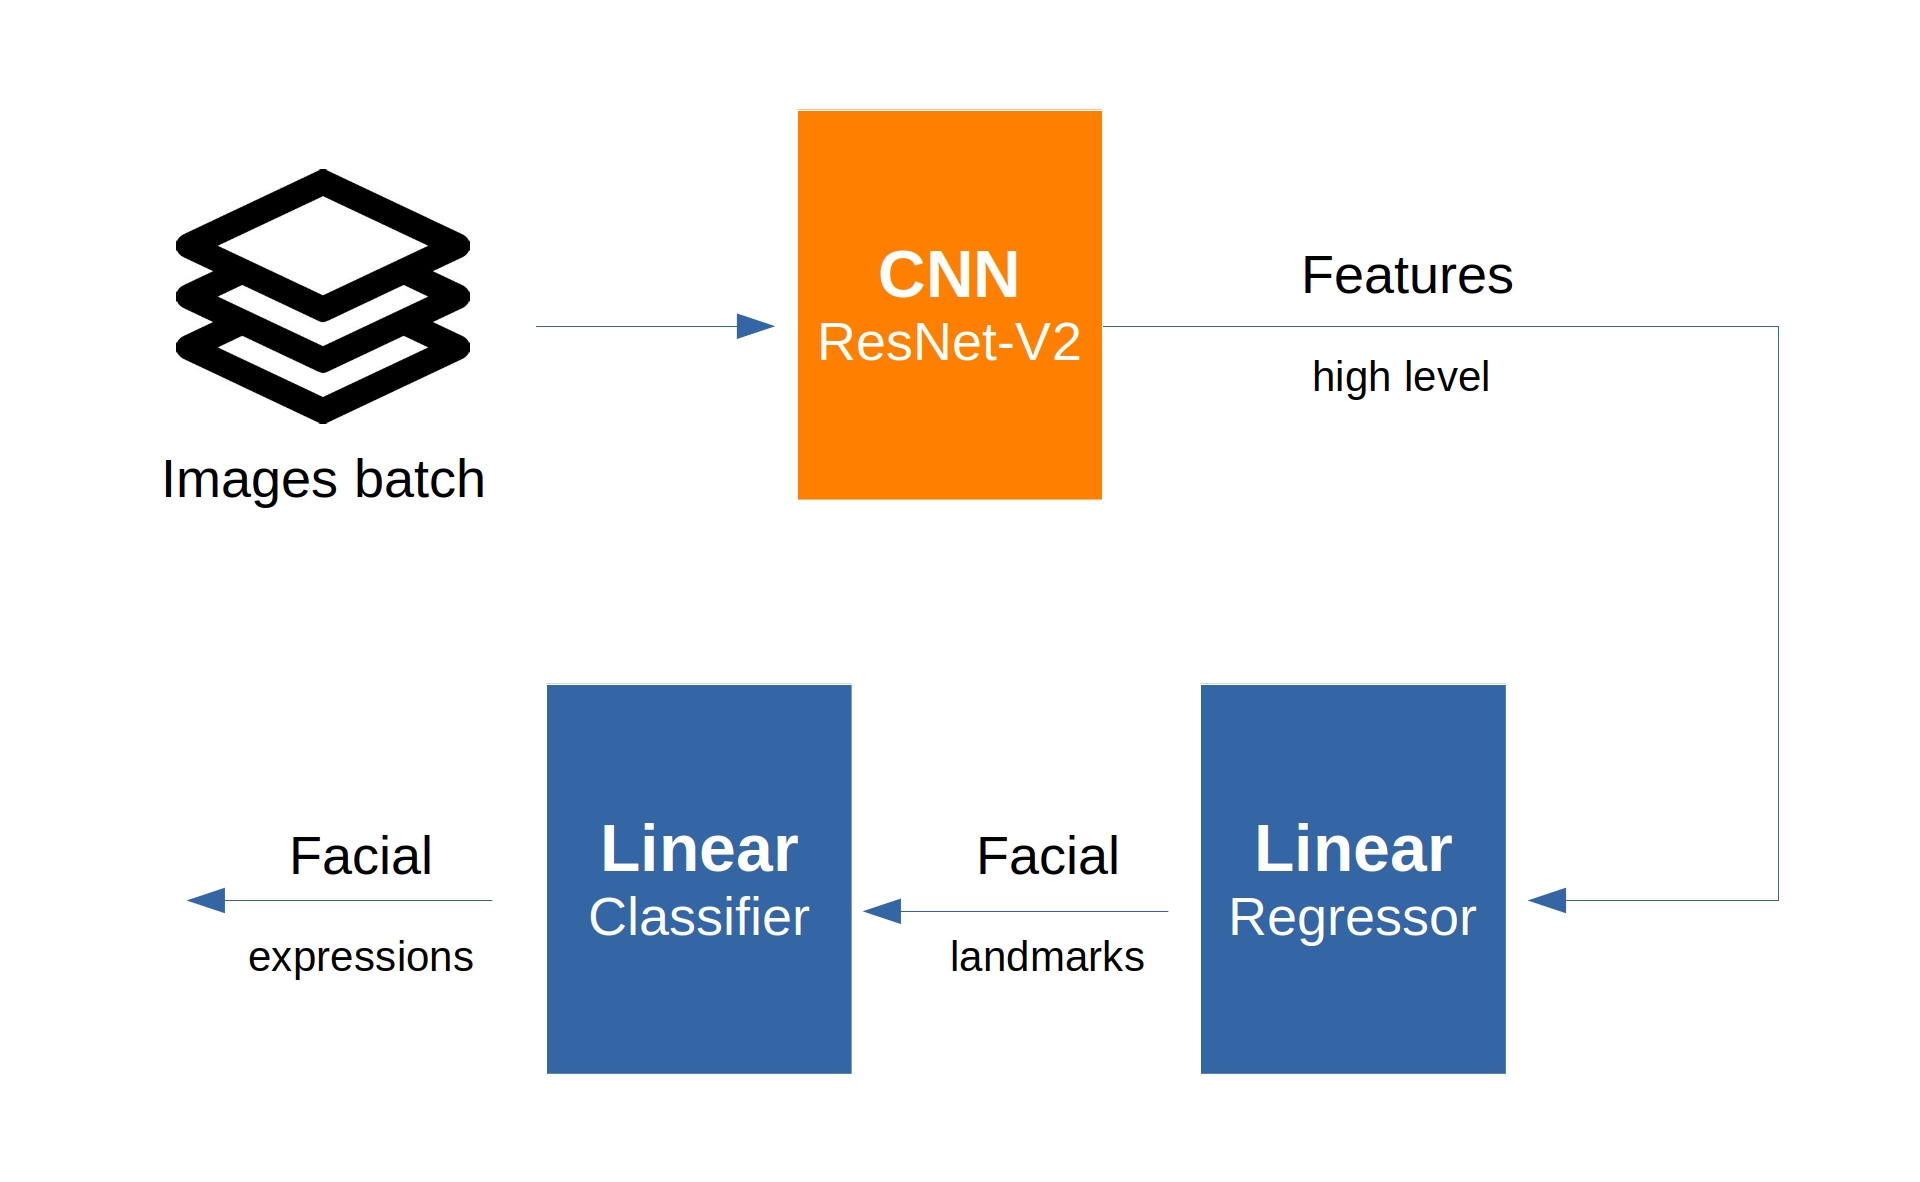 Images batch
CNN
ResNet-V2
Features
high level
Linear
Regressor
Facial
landmarks
Linear
Classifier
Facial
expressions